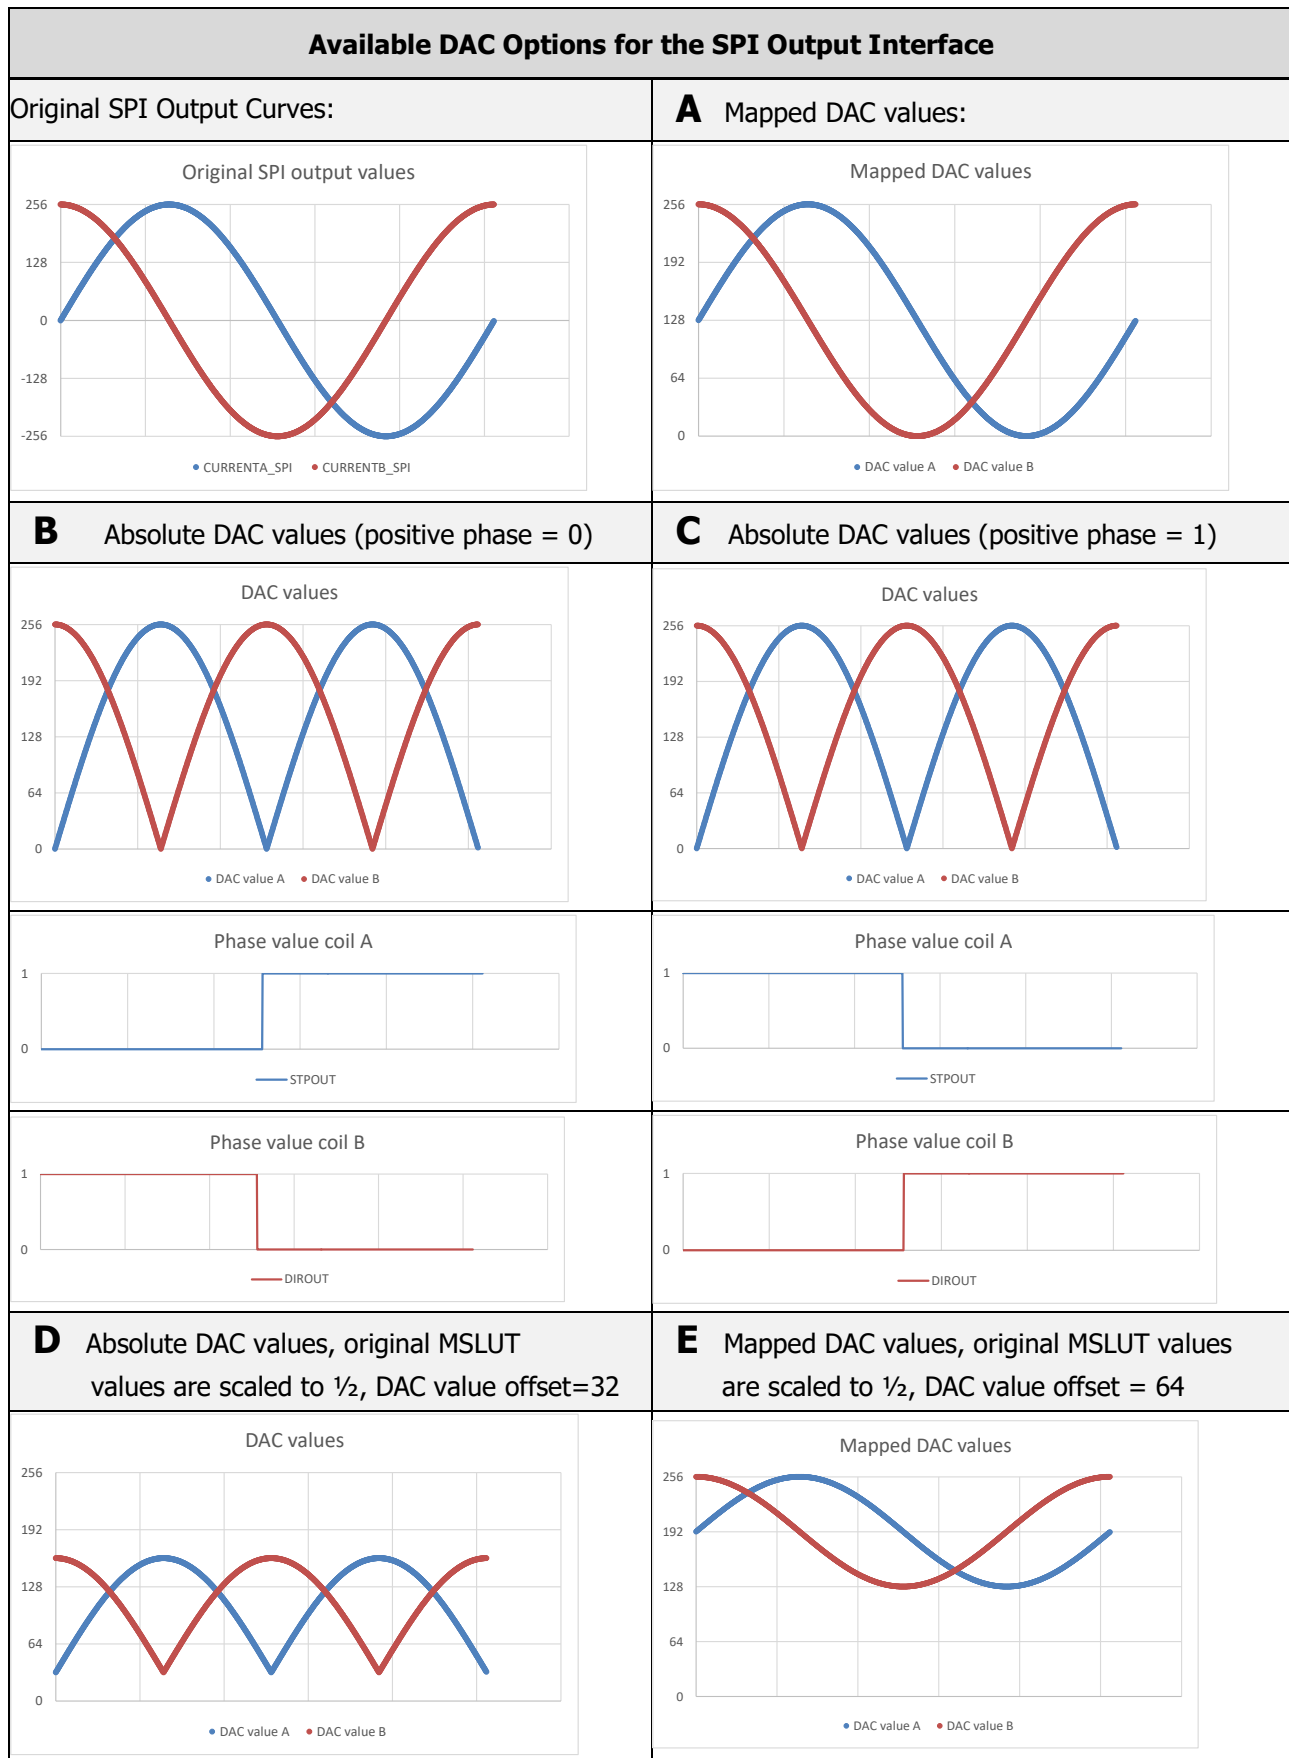 Available DAC Options for the SPI Output Interface
Original SPI Output Curves:
A Mapped DAC values:
Original SPI output values
256
128
0
-128
-256
CURRENTA_SPI CURRENTB_SPI
Mapped DAC values
256
192
128
64
0
DAC value A DAC value B
B Absolute DAC values (positive phase = 0)
C Absolute DAC values (positive phase = 1)
DAC values
256
192
128
64
0
DAC value A DAC value B
DAC values
256
192
128
64
0
DAC value A DAC value B
Phase value coil A
1
0
STPOUT
Phase value coil A
1
0
STPOUT
Phase value coil B
1
0
DIROUT
Phase value coil B
1
0
DIROUT
D Absolute DAC values, original MSLUT
values are scaled to ½, DAC value offset=32
E Mapped DAC values, original MSLUT values
are scaled to ½, DAC value offset = 64
DAC values
256
192
128
64
0
DAC value A DAC value B
Mapped DAC values
256
192
128
64
0
DAC value A DAC value B